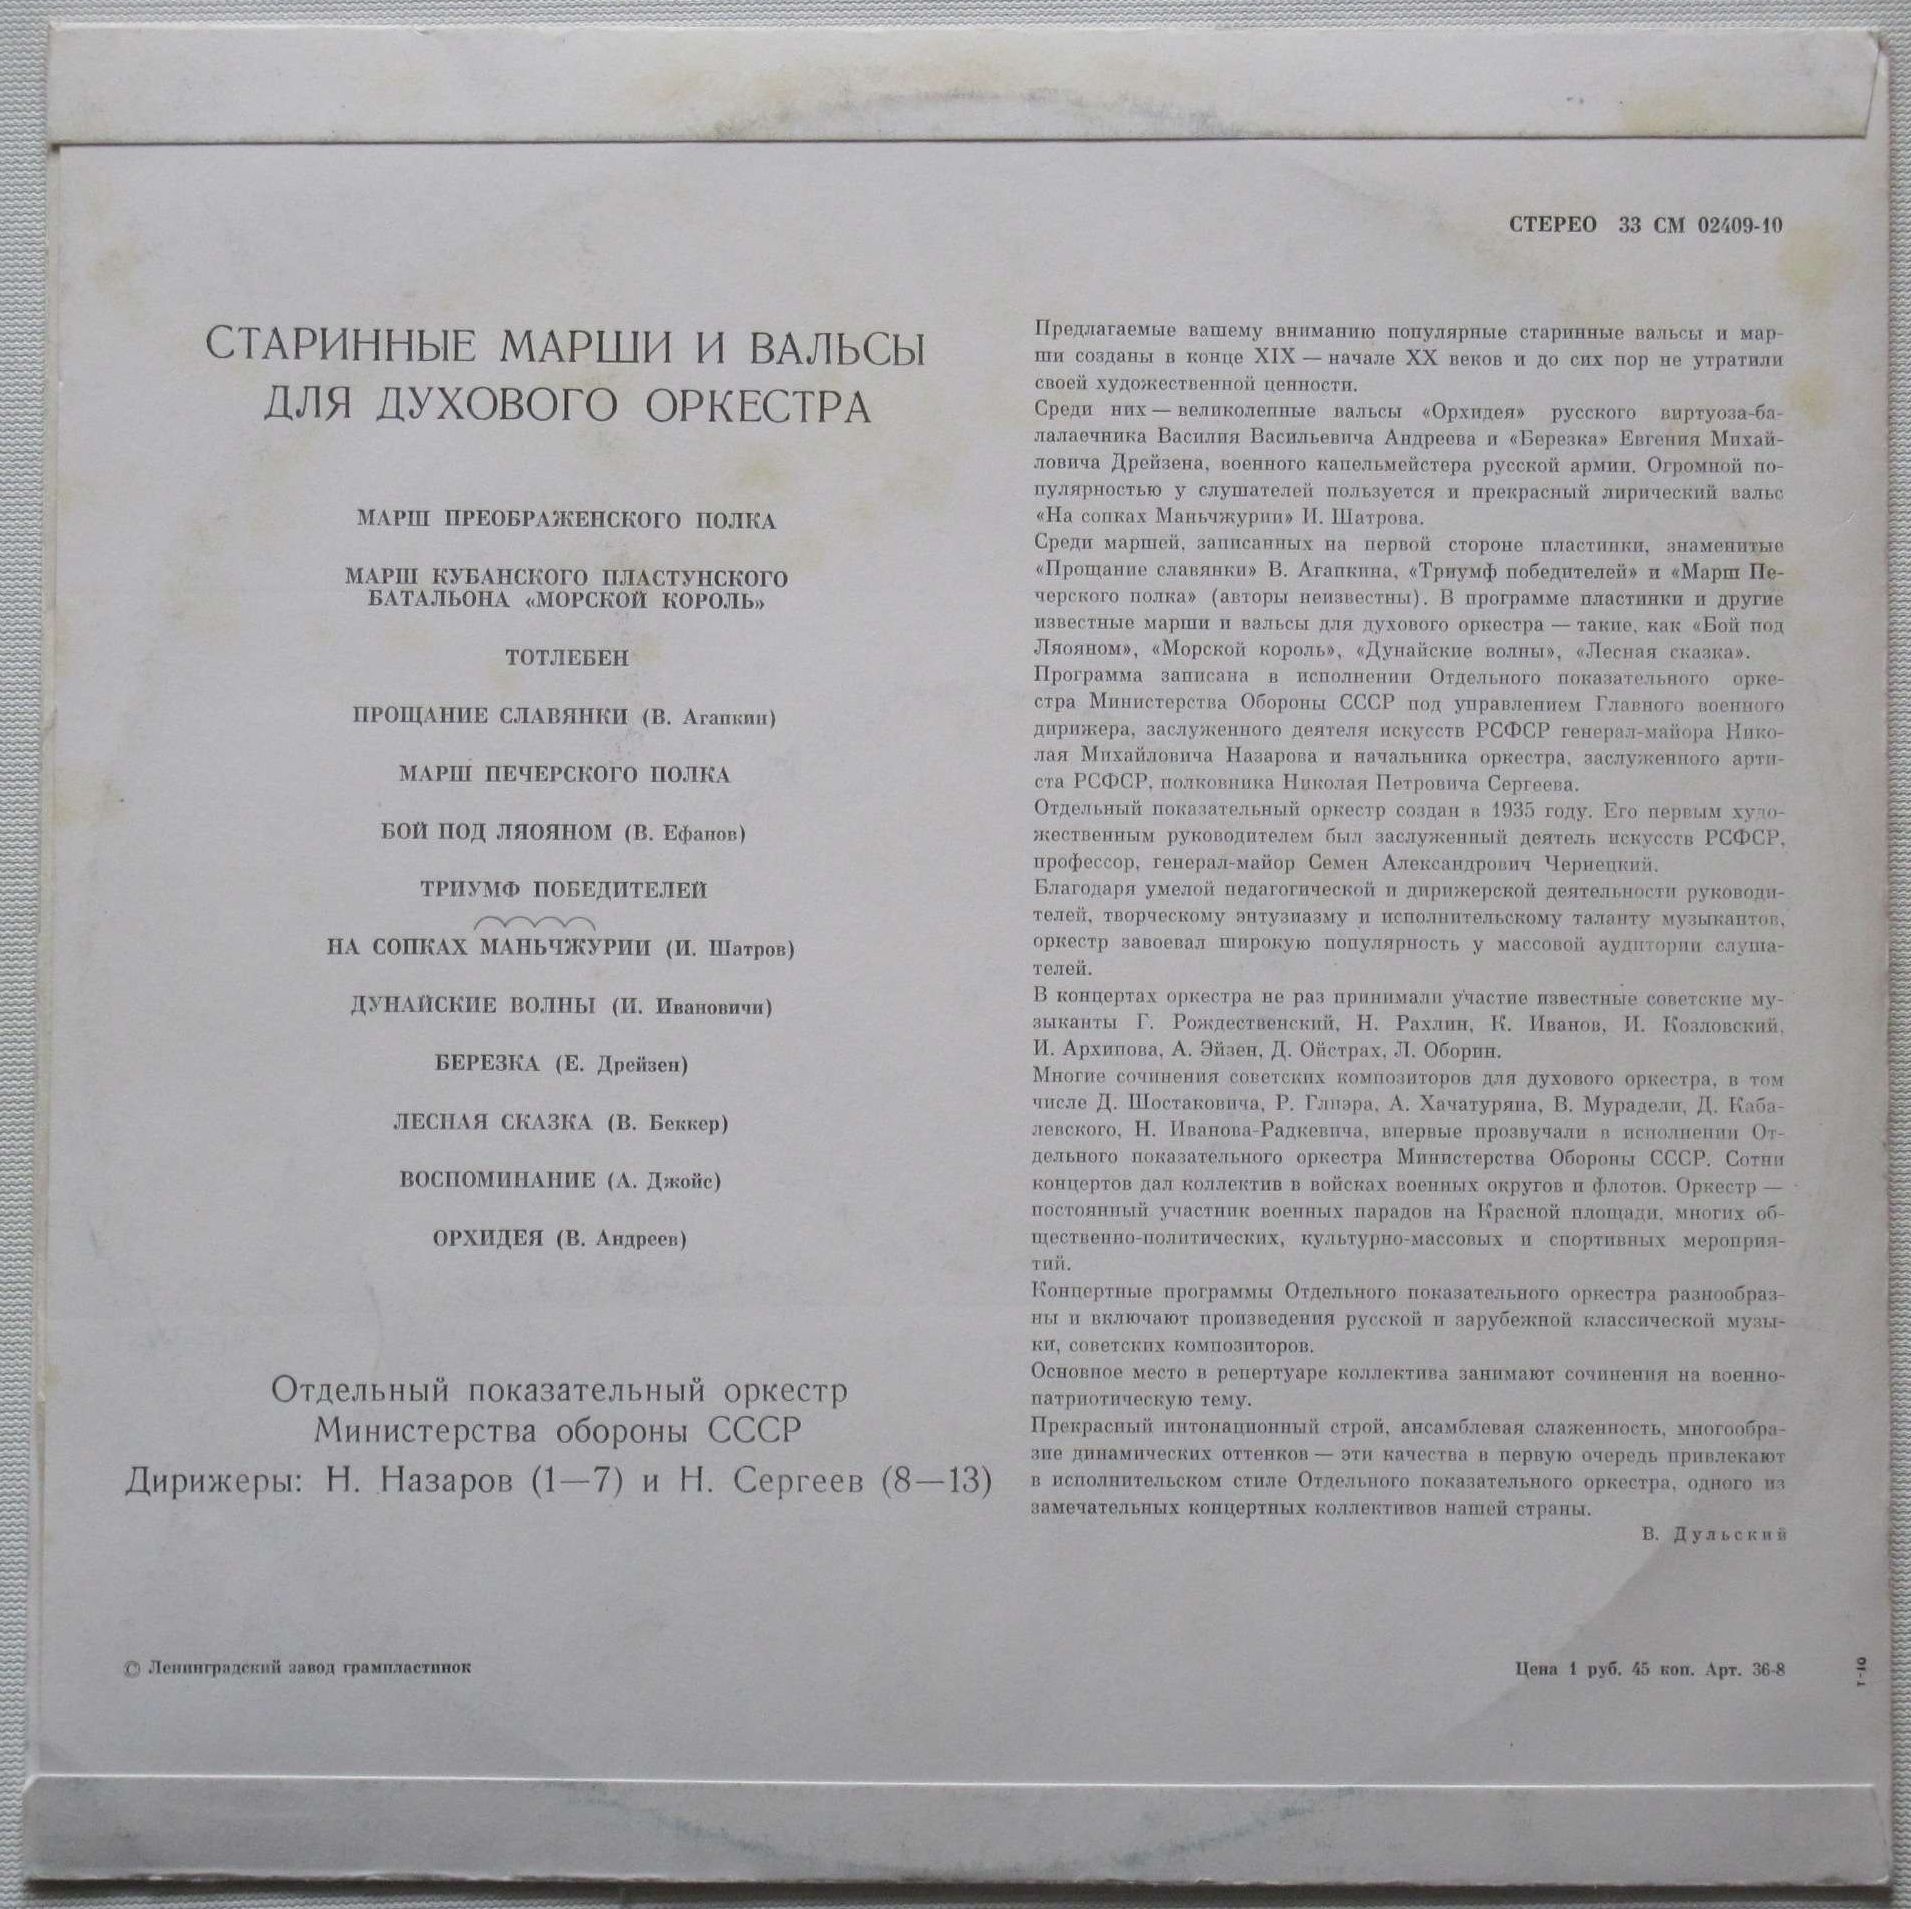 СТЕРЕО 33 СМ 02409-10
СТАРИННЫЕ МАРШИ И ВАЛЬСЫ
ДЛЯ ДУХОВОГО ОРКЕСТРА
МАРШ ПРЕОБРАЖЕНСКОГО ПОЛКА
МАРШ КУБАНСКОГО ПЛАСТУНСКОГО
БАТАЛЬОНА «МОРСКОЙ КОРОЛЬ»
ТОТЛЕБЕН
ПРОЩАНИЕ СЛАВЯНКИ (В. Агапкин)
МАРШ ПЕЧЕРСКОГО ПОЛКА
БОЙ ПОД ЛЯОЯНОМ (В. Ефанов)
ТРИУМФ ПОБЕДИТЕЛЕЙ
НА СОПКАХ МАНЬЧЖУРИИ (И. Шатров)
ДУНАЙСКИЕ ВОЛНЫ (И. Ивановичи)
БЕРЕЗКА (Е. Дрейзен)
ЛЕСНАЯ СКАЗКА (В. Беккер)
ВОСПОМИНАНИЕ (А. Джойс)
ОРХИДЕЯ (В. Андреев)
Отдельный показательный оркестр
Министерства обороны СССР
Дирижеры: Н. Назаров (1—7) и Н. Сергеев (8—13)
Предлагаемые вашему вниманию популярные старинные вальсы и мар-
ши созданы в конце XIX — начале XX веков и до сих пор не утратили
своей художественной ценности.
Среди них — великолепные вальсы «Орхидея» русского виртуоза-ба-
лалаечника Василия Васильевича Андреева и «Березка» Евгения Михай-
ловича Дрейзена, военного капельмейстера русской армии. Огромной по-
пулярностью у слушателей пользуется и прекрасный лирический вальс
«На сопках Маньчжурии» И. Шатрова.
Среди маршей, записанных на первой стороне пластинки, знаменитые
«Прощание славянки» В. Агапкина, «Триумф победителей» и «Марш Пе-
черского полка» (авторы неизвестны). В программе пластинки и другие
известные марши и вальсы для духового оркестра — такие, как «Бой под
Ляояном», «Морской король», «Дунайские волны», «Лесная сказка».
Программа записана в исполнении Отдельного показательного орке-
стра Министерства Обороны СССР под управлением Главного военного
дирижера, заслуженного деятеля искусств РСФСР генерал-майора Нико-
лая Михайловича Назарова и начальника оркестра, заслуженного арти-
ста РСФСР, полковника Николая Петровича Сергеева.
Отдельный показательный оркестр создан в 1935 году. Его первым худо-
жественным руководителем был заслуженный деятель искусств РСФСР,
профессор, генерал-майор Семен Александрович Чернецкий.
Благодаря умелой педагогической и дирижерской деятельности руководи-
телей, творческому энтузиазму и исполнительскому таланту музыкантов,
оркестр завоевал широкую популярность у массовой аудитории слуша-
телей.
В концертах оркестра не раз принимали участие известные советские му-
зыканты Г. Рождественский, Н. Рахлин, К. Иванов, И. Козловский,
И. Архипова, А. Эйзен, Д. Ойстрах, Л. Оборин.
Многие сочинения советских композиторов для духового оркестра, в том
числе Д. Шостаковича, Р. Глиэра, А. Хачатуряна, В. Мурадели, Д. Каба-
левского, Н. Иванова-Радкевича, впервые прозвучали в исполнении От-
дельного показательного оркестра Министерства Обороны СССР. Сотни
концертов дал коллектив в войсках военных округов и флотов. Оркестр —
постоянный участник военных парадов на Красной площади, многих об-
щественно-политических, культурно-массовых и спортивных мероприя-
тий.
Концертные программы Отдельного показательного оркестра разнообраз-
ны и включают произведения русской и зарубежной классической музы-
ки, советских композиторов.
Основное место в репертуаре коллектива занимают сочинения на военно-
патриотическую тему.
Прекрасный интонационный строй, ансамблевая слаженность, многообра-
зие динамических оттенков — эти качества в первую очередь привлекают
в исполнительском стиле Отдельного показательного оркестра, одного из
замечательных концертных коллективов нашей страны.
В. Дульский
© Ленинградский завод грампластинок
Цена 1 руб. 45 коп. Арт. 36-8
Т-10